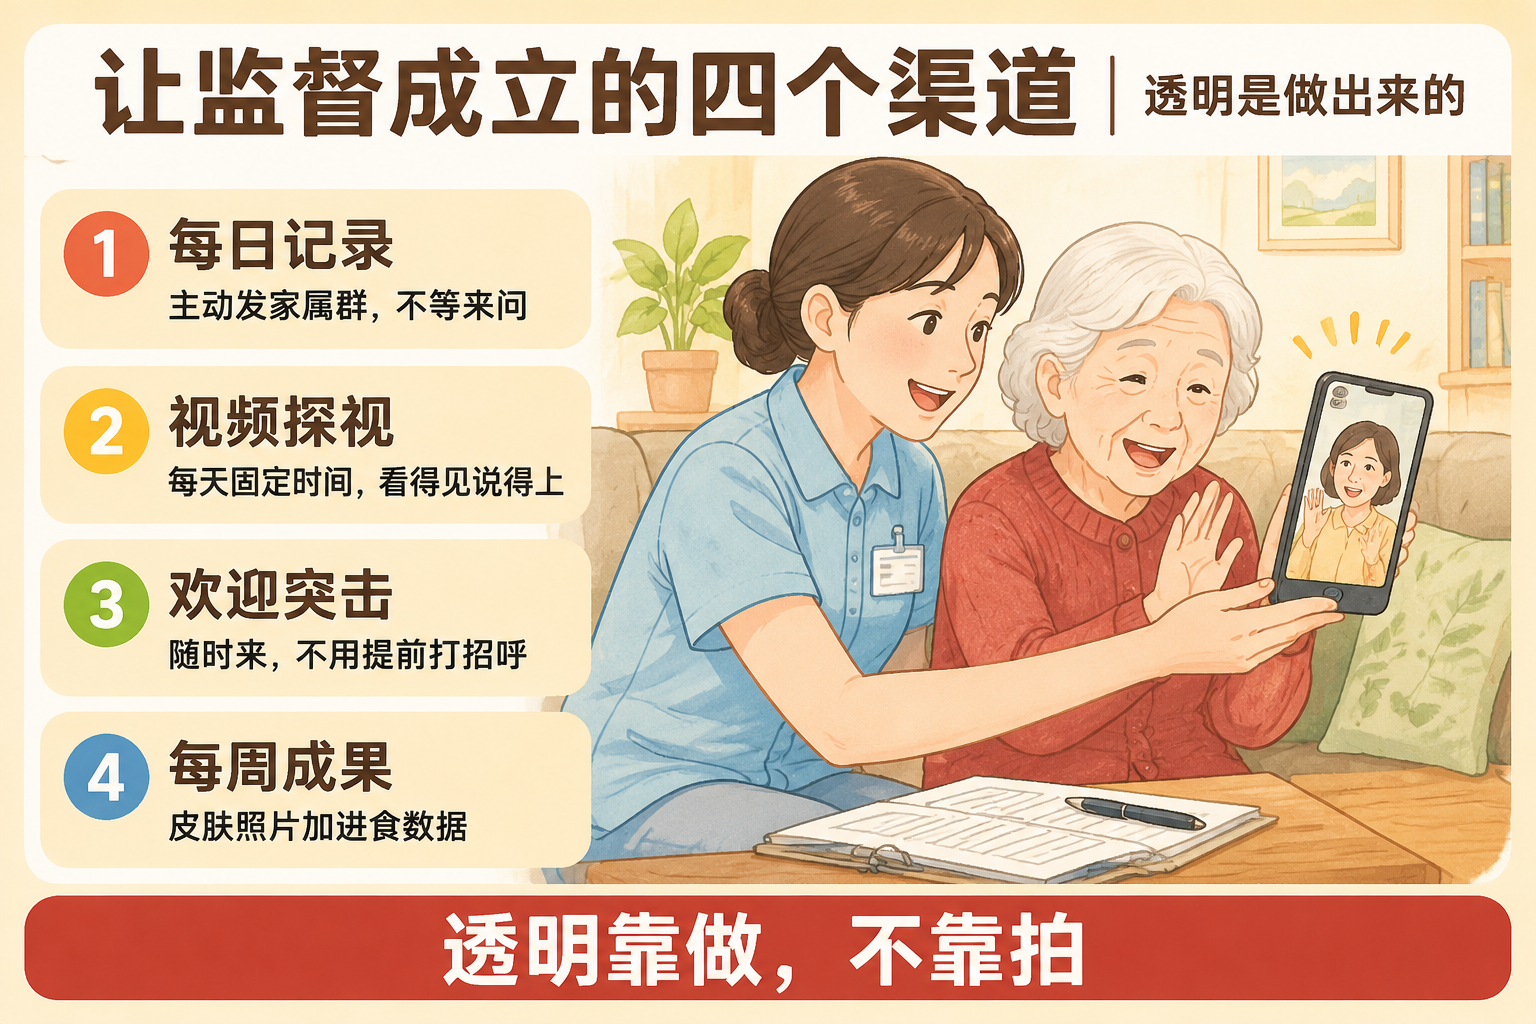 让监督成立的四个渠道
透明是做出来的
1
每日记录
主动发家属群，不等来问
2
视频探视
每天固定时间，看得见说得上
3
欢迎突击
随时来，不用提前打招呼
4
每周成果
皮肤照片加进食数据
透明靠做，不靠拍